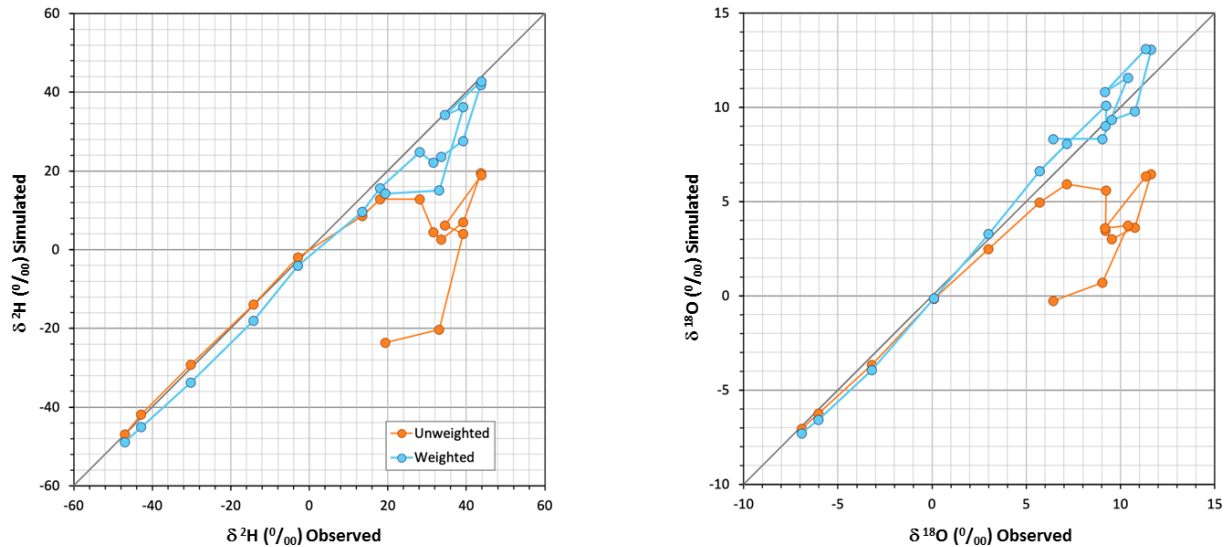 60
40
20
0
-20
-40
-60
-60 -40 -20 0 20 40 60
δ ²H (⁰/₀₀) Simulated
δ ²H (⁰/₀₀) Observed
Unweighted
Weighted
15
10
5
0
-5
-10
-10 -5 0 5 10 15
δ ¹⁸O (⁰/₀₀) Simulated
δ ¹⁸O (⁰/₀₀) Observed